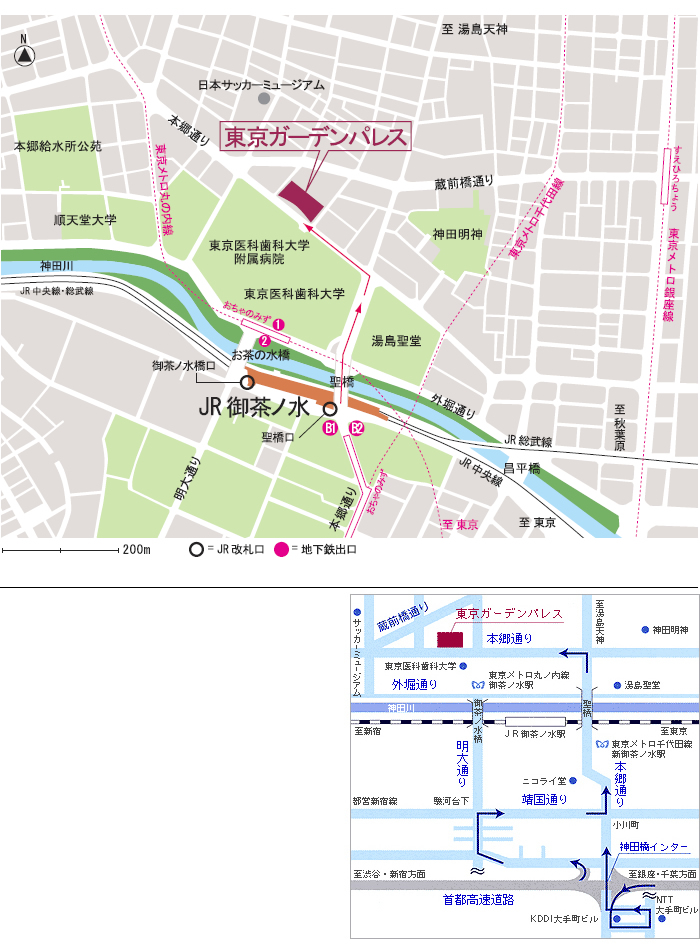 至 湯島天神
N
日本サッカーミュージアム
本郷通り
東京ガーデンパレス
すえひろちょう
本郷給水所公苑
東京メトロ丸の内線
蔵前橋通り
東京メトロ千代田線
順天堂大学
神田明神
東京メトロ銀座線
東京医科歯科大学
附属病院
神田川
JR 中央線・総武線
東京医科歯科大学
おちゃのみず
1
2
湯島聖堂
お茶の水橋
御茶ノ水橋口
聖橋
外堀通り
JR 御茶ノ水
至 秋葉原
聖橋口
B1
B2
JR 総武線
JR 中央線
昌平橋
明大通り
本郷通り
おちゃのみず
至 東京
至 東京
200m
= JR 改札口
= 地下鉄出口
蔵前橋通り
東京ガーデンパレス
至湯島天神
サッカーミュージアム
本郷通り
神田明神
東京医科歯科大学
外堀通り
東京メトロ丸ノ内線
御茶ノ水駅
湯島聖堂
神田川
御茶ノ水橋
聖橋
至新宿
JR 御茶ノ水駅
至東京
明大通り
東京メトロ千代田線
新御茶ノ水駅
本郷通り
ニコライ堂
都営新宿線
駿河台下
靖国通り
小川町
神田橋インター
至渋谷・新宿方面
至銀座・千葉方面
首都高速道路
NTT
大手町ビル
KDDI大手町ビル